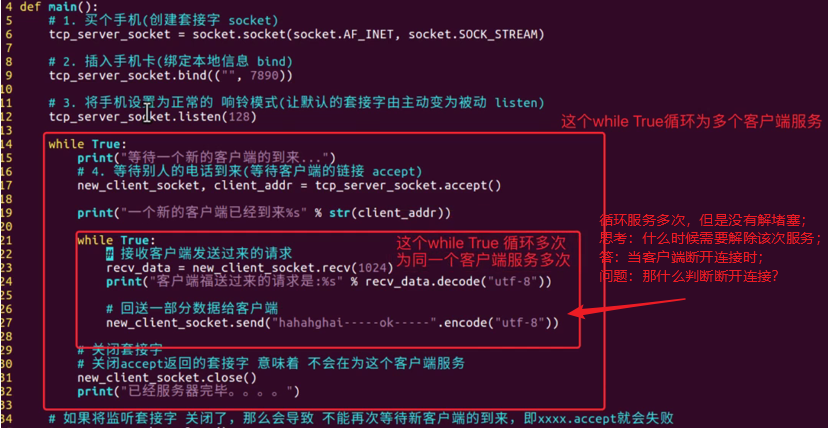 4 def main():
5 # 1. 买个手机(创建套接字 socket)
6 tcp_server_socket = socket.socket(socket.AF_INET, socket.SOCK_STREAM)
7
8 # 2. 插入手机卡(绑定本地信息 bind)
9 tcp_server_socket.bind(("", 7890))
10
11 # 3. 将手机设置为正常的 响铃模式(让默认的套接字由主动变为被动 listen)
12 tcp_server_socket.listen(128)
13
这个while True循环为多个客户端服务
14 while True:
15 print("等待一个新的客户端的到来...")
16 # 4. 等待别人的电话到来(等待客户端的链接 accept)
17 new_client_socket, client_addr = tcp_server_socket.accept()
18
19 print("一个新的客户端已经到来%s" % str(client_addr))
20
21 while True:
22 # 接收客户端发送过来的请求
23 recv_data = new_client_socket.recv(1024)
24 print("客户端福送过来的请求是:%s" % recv_data.decode("utf-8"))
25
26 # 回送一部分数据给客户端
27 new_client_socket.send("hahahghai-----ok-----".encode("utf-8"))
28
这个while True 循环多次
为同一个客户端服务多次
循环服务多次，但是没有解堵塞；
思考：什么时候需要解除该次服务；
答：当客户端断开连接时；
问题：那什么判断断开连接？
29 # 关闭套接字
30 # 关闭accept返回的套接字 意味着 不会在为这个客户端服务
31 new_client_socket.close()
32 print("已经服务器完毕。。。。")
33
34 # 如果将监听套接字 关闭了，那么会导致 不能再次等待新客户端的到来，即xxxx.accept就会失败